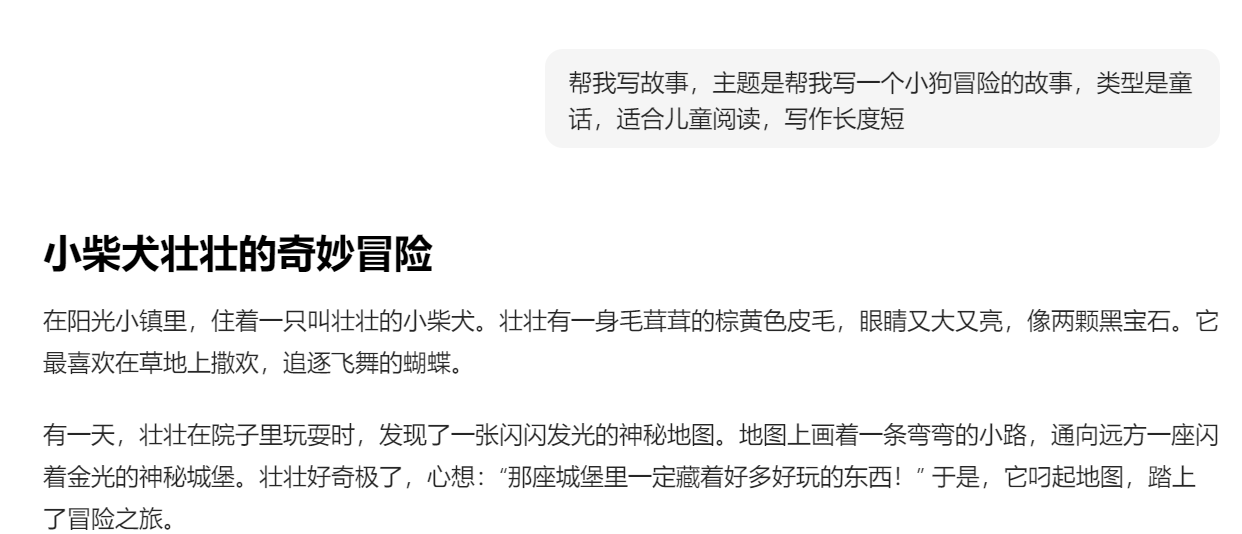 帮我写故事，主题是帮我写一个小狗冒险的故事，类型是童
话，适合儿童阅读，写作长度短
小柴犬壮壮的奇妙冒险
在阳光小镇里，住着一只叫壮壮的小柴犬。壮壮有一身毛茸茸的棕黄色皮毛，眼睛又大又亮，像两颗黑宝石。它
最喜欢在草地上撒欢，追逐飞舞的蝴蝶。
有一天，壮壮在院子里玩耍时，发现了一张闪闪发光的神秘地图。地图上画着一条弯弯的小路，通向远方一座闪
着金光的神秘城堡。壮壮好奇极了，心想：“那座城堡里一定藏着好多好玩的东西！” 于是，它叼起地图，踏上
了冒险之旅。